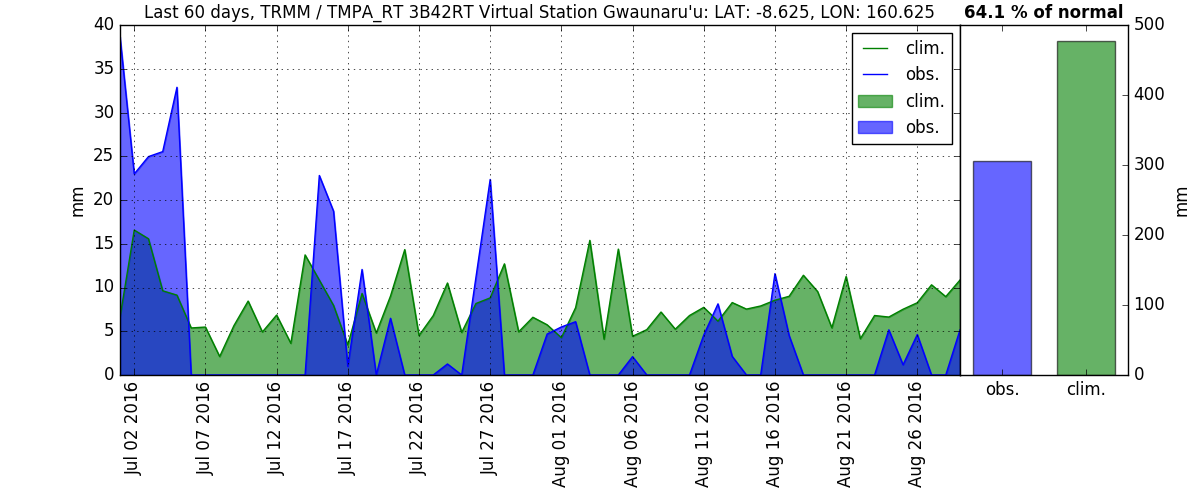 Last 60 days, TRMM / TMPA_RT 3B42RT Virtual Station Gwaunaru'u: LAT: -8.625, LON: 160.625
64.1 % of normal
40
35
30
25
20
15
10
5
0
mm
clim.
obs.
clim.
obs.
500
400
300
200
100
0
mm
Jul 02 2016
Jul 07 2016
Jul 12 2016
Jul 17 2016
Jul 22 2016
Jul 27 2016
Aug 01 2016
Aug 06 2016
Aug 11 2016
Aug 16 2016
Aug 21 2016
Aug 26 2016
obs.
clim.